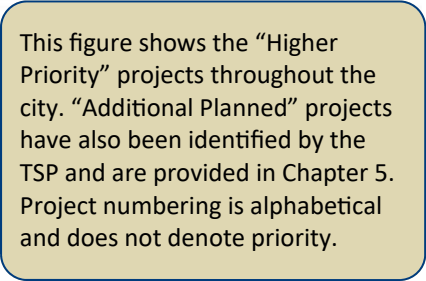 This figure shows the “Higher
Priority” projects throughout the
city. “Additional Planned” projects
have also been identified by the
TSP and are provided in Chapter 5.
Project numbering is alphabetical
and does not denote priority.